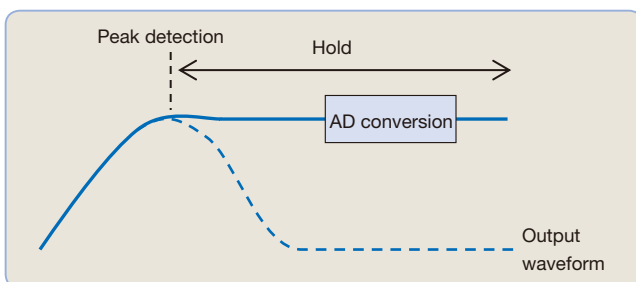 Peak detection
Hold
AD conversion
Output
waveform